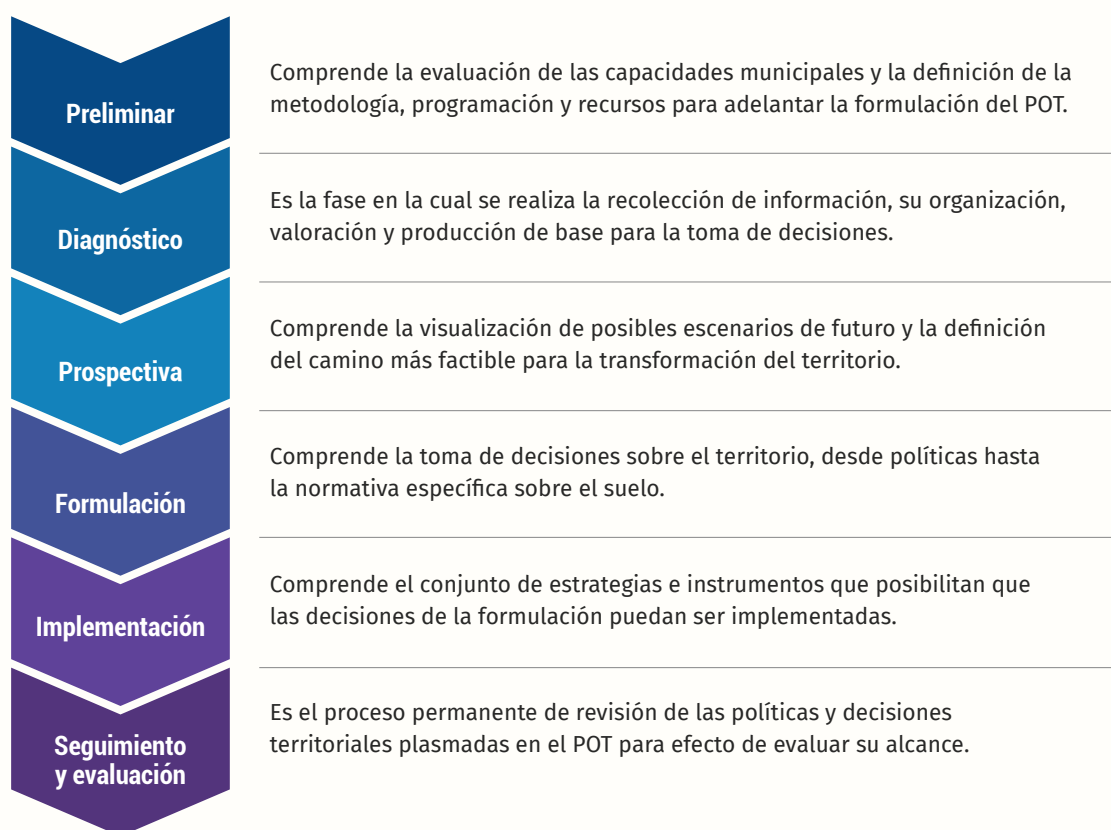 Preliminar
Comprende la evaluación de las capacidades municipales y la definición de la
metodología, programación y recursos para adelantar la formulación del POT.
Diagnóstico
Es la fase en la cual se realiza la recolección de información, su organización,
valoración y producción de base para la toma de decisiones.
Prospectiva
Comprende la visualización de posibles escenarios de futuro y la definición
del camino más factible para la transformación del territorio.
Formulación
Comprende la toma de decisiones sobre el territorio, desde políticas hasta
la normativa específica sobre el suelo.
Implementación
Comprende el conjunto de estrategias e instrumentos que posibilitan que
las decisiones de la formulación puedan ser implementadas.
Seguimiento
y evaluación
Es el proceso permanente de revisión de las políticas y decisiones
territoriales plasmadas en el POT para efecto de evaluar su alcance.